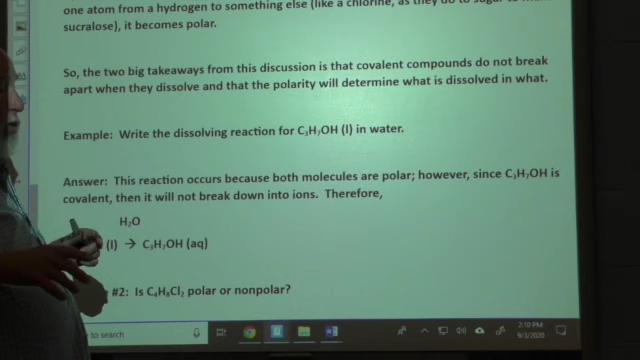 one atom from a hydrogen to something else (like a chlorine, as they do to sugar to make
sucralose), it becomes polar.
So, the two big takeaways from this discussion is that covalent compounds do not break
apart when they dissolve and that the polarity will determine what is dissolved in what.
Example: Write the dissolving reaction for C₃H₇OH (l) in water.
Answer: This reaction occurs because both molecules are polar; however, since C₃H₇OH is
covalent, then it will not break down into ions. Therefore,
H₂O
(l) → C₃H₇OH (aq)
#2: Is C₄H₈Cl₂ polar or nonpolar?
to search
2:10 PM
9/3/2020